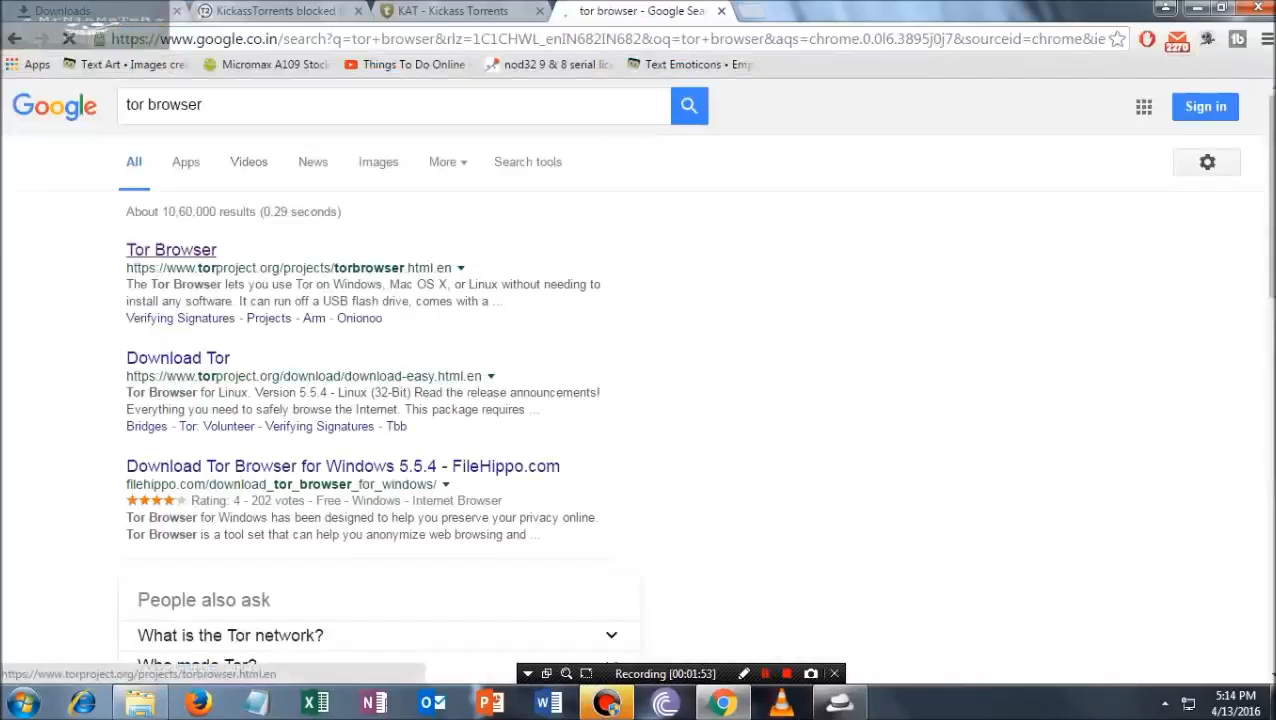 Downloads
KickassTorrents blocked
KAT - Kickass Torrents
tor browser - Google Sea
https://www.google.co.in/search?q=tor+browser&rlz=1C1CHWL_enIN682IN682&oq=tor+browser&aqs=chrome.0.0l6.3895j0j7&sourceid=chrome&ie
2270
Apps
Text Art - Images cre
Micromax A109 Stock
Things To Do Online
nod32 9 & 8 serial lic
Text Emoticons - Emp
Google
tor browser
Sign in
All
Apps
Videos
News
Images
More
Search tools
About 10,60,000 results (0.29 seconds)
Tor Browser
https://www.torproject.org/projects/torbrowser.html.en
The Tor Browser lets you use Tor on Windows, Mac OS X, or Linux without needing to
install any software. It can run off a USB flash drive, comes with a ...
Verifying Signatures - Projects - Arm - Onionoo
Download Tor
https://www.torproject.org/download/download-easy.html.en
Tor Browser for Linux. Version 5.5.4 - Linux (32-Bit) Read the release announcements!
Everything you need to safely browse the Internet. This package requires ...
Bridges - Tor: Volunteer - Verifying Signatures - Tbb
Download Tor Browser for Windows 5.5.4 - FileHippo.com
filehippo.com/download_tor_browser_for_windows/
Rating: 4 - 202 votes - Free - Windows - Internet Browser
Tor Browser for Windows has been designed to help you preserve your privacy online.
Tor Browser is a tool set that can help you anonymize web browsing and ...
People also ask
What is the Tor network?
Who made Tor?
https://www.torproject.org/projects/torbrowser.html.en
Recording [00:01:53]
5:14 PM
4/13/2016